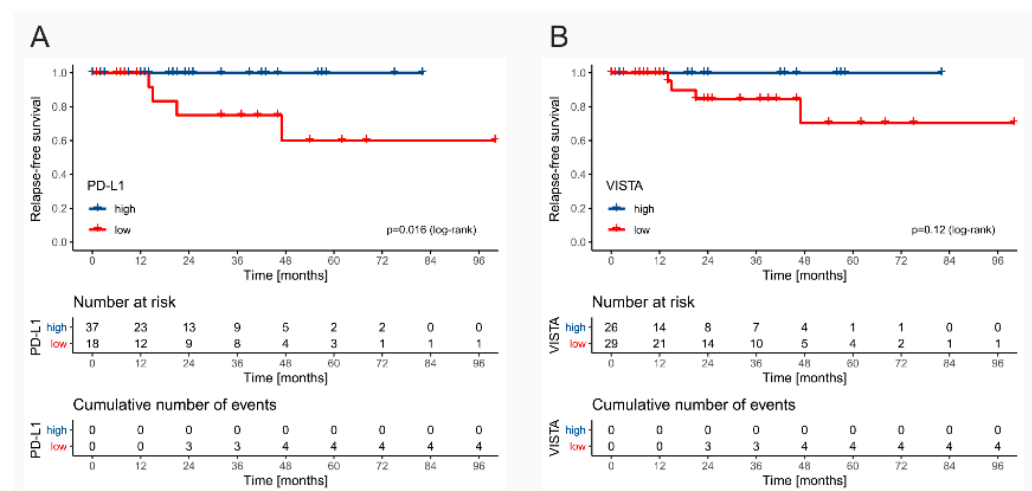 A
Relapse-free survival
1.0
0.8
0.6
0.4
0.2
0.0
PD-L1
high
low
p=0.016 (log-rank)
0 12 24 36 48 60 72 84 96
Time [months]
Number at risk
PD-L1
high 37 23 13 9 5 2 2 0 0
low 18 12 9 8 4 3 1 1 1
0 12 24 36 48 60 72 84 96
Time [months]
Cumulative number of events
PD-L1
high 0 0 0 0 0 0 0 0 0
low 0 0 3 3 4 4 4 4 4
0 12 24 36 48 60 72 84 96
Time [months]
B
Relapse-free survival
1.0
0.8
0.6
0.4
0.2
0.0
VISTA
high
low
p=0.12 (log-rank)
0 12 24 36 48 60 72 84 96
Time [months]
Number at risk
VISTA
high 26 14 8 7 4 1 1 0 0
low 29 21 14 10 5 4 2 1 1
0 12 24 36 48 60 72 84 96
Time [months]
Cumulative number of events
VISTA
high 0 0 0 0 0 0 0 0 0
low 0 0 3 3 4 4 4 4 4
0 12 24 36 48 60 72 84 96
Time [months]